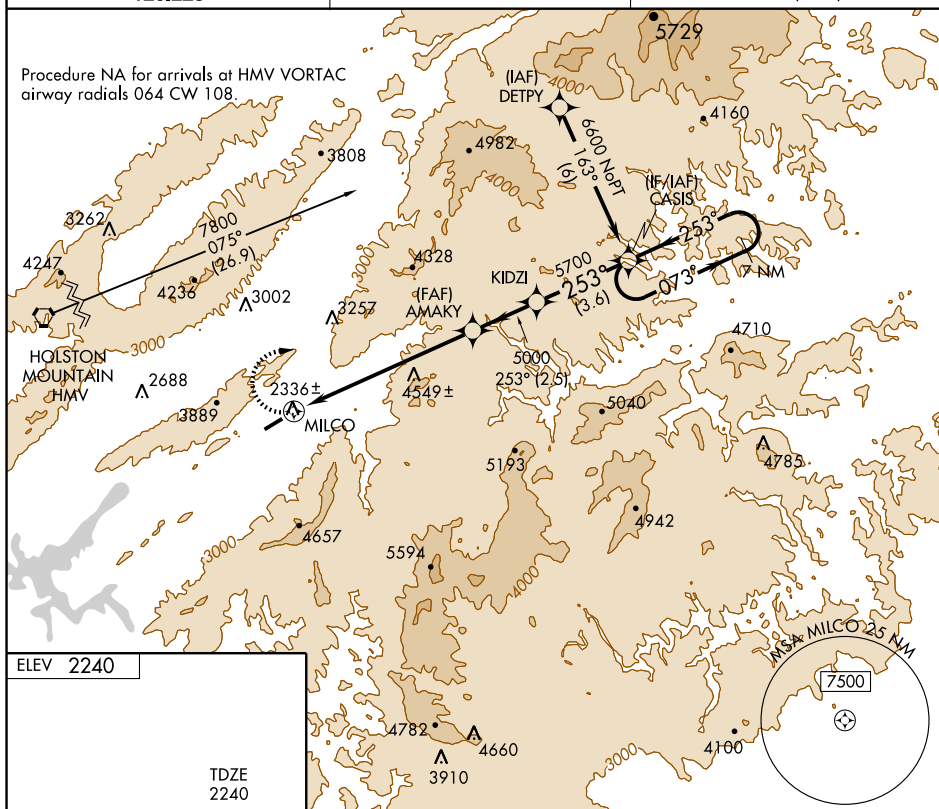 Procedure NA for arrivals at HMV VORTAC
airway radials 064 CW 108.
5729
4000
(IAF)
DETPY
4160
6600 NoPT
163°
(6)
4982
4000
3808
(IF/IAF)
CASIS
3262
7800
075°
(26.9)
253°
4247
4328
5700
KIDZI
253°
(3.6)
073°
7 NM
4236
3002
3257
3000
(FAF)
AMAKY
3000
HOLSTON
MOUNTAIN
HMV
5000
253° (2.5)
4710
2688
2336±
4549±
3889
MILCO
5040
5193
4785
3000
4657
4942
5594
4000
MSA MILCO 25 NM
7500
ELEV 2240
4782
4660
3910
4100
3000
TDZE
2240